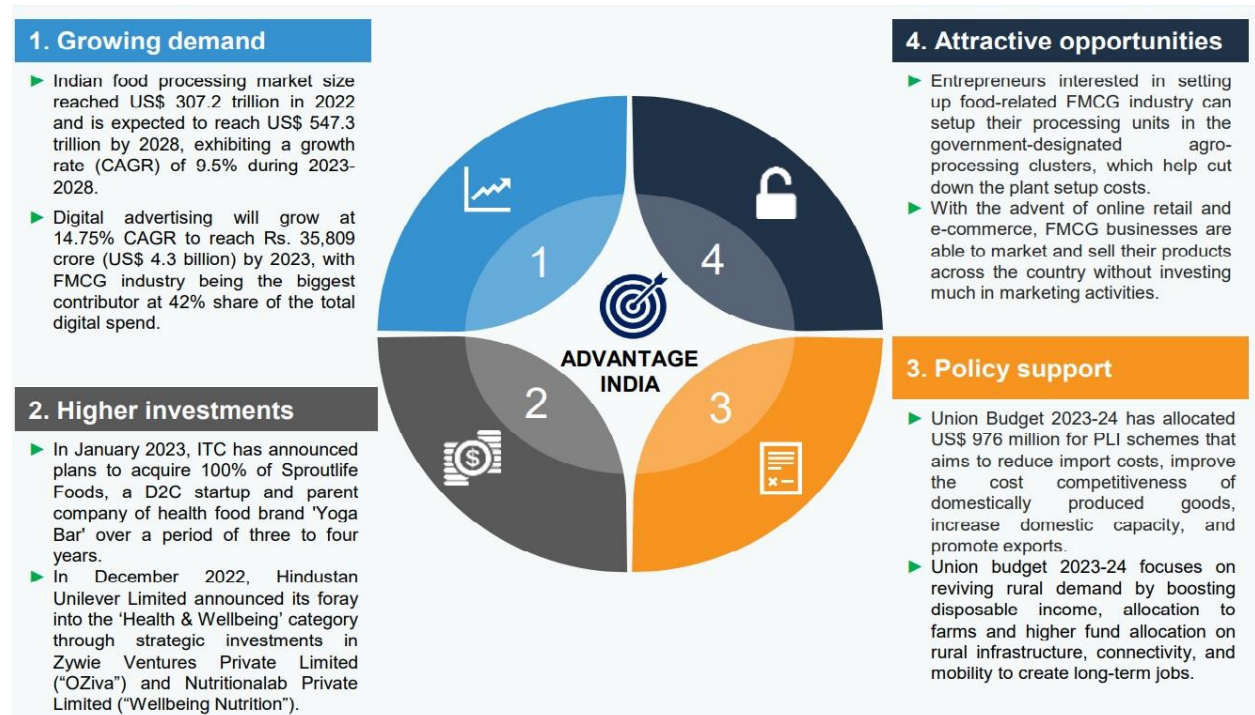 1. Growing demand
Indian food processing market size
reached US$ 307.2 trillion in 2022
and is expected to reach US$ 547.3
trillion by 2028, exhibiting a growth
rate (CAGR) of 9.5% during 2023-
2028.
Digital advertising will grow at
14.75% CAGR to reach Rs. 35,809
crore (US$ 4.3 billion) by 2023, with
FMCG industry being the biggest
contributor at 42% share of the total
digital spend.
2. Higher investments
In January 2023, ITC has announced
plans to acquire 100% of Sproutlife
Foods, a D2C startup and parent
company of health food brand 'Yoga
Bar' over a period of three to four
years.
In December 2022, Hindustan
Unilever Limited announced its foray
into the ‘Health & Wellbeing’ category
through strategic investments in
Zywie Ventures Private Limited
(“OZiva”) and Nutritionalab Private
Limited (“Wellbeing Nutrition”).
1
4
ADVANTAGE
INDIA
2
3
4. Attractive opportunities
Entrepreneurs interested in setting
up food-related FMCG industry can
setup their processing units in the
government-designated agro-
processing clusters, which help cut
down the plant setup costs.
With the advent of online retail and
e-commerce, FMCG businesses are
able to market and sell their products
across the country without investing
much in marketing activities.
3. Policy support
Union Budget 2023-24 has allocated
US$ 976 million for PLI schemes that
aims to reduce import costs, improve
the cost competitiveness of
domestically produced goods,
increase domestic capacity, and
promote exports.
Union budget 2023-24 focuses on
reviving rural demand by boosting
disposable income, allocation to
farms and higher fund allocation on
rural infrastructure, connectivity, and
mobility to create long-term jobs.